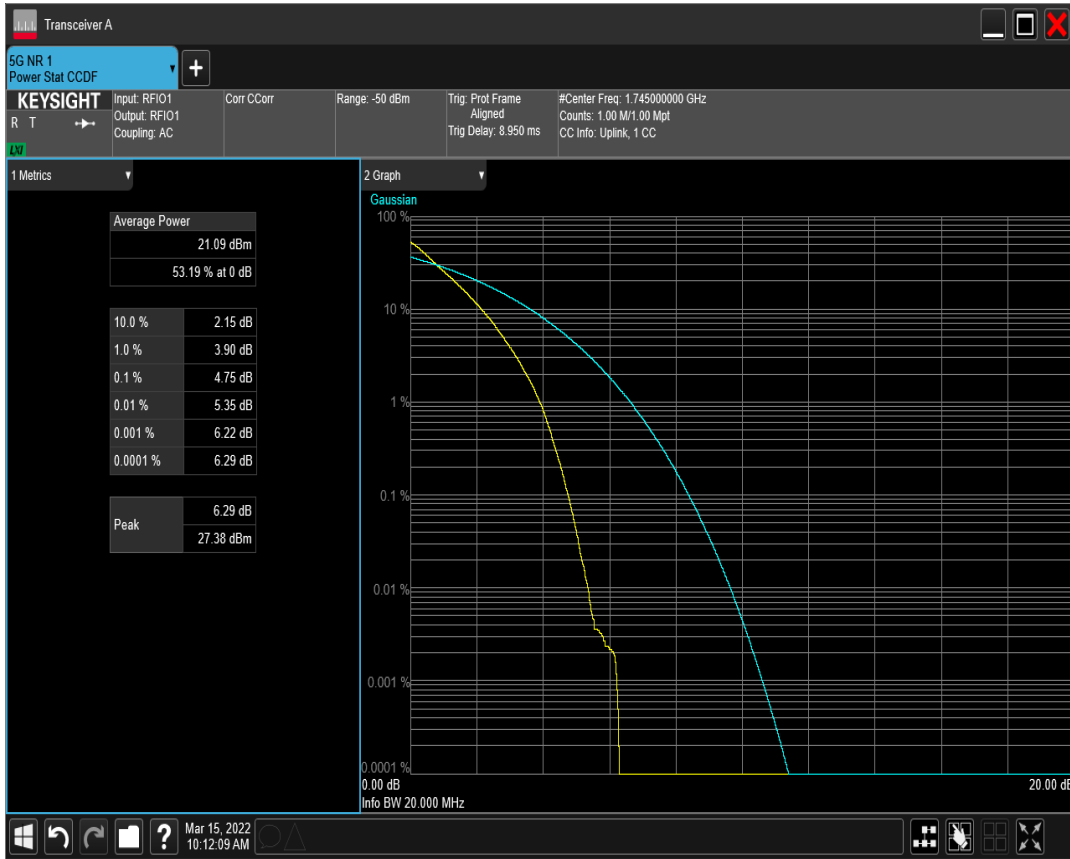 Transceiver A
5G NR 1
Power Stat CCDF
KEYSIGHT
R T
LXI
Input: RFIO1
Output: RFIO1
Coupling: AC
Corr CCorr
Range: -50 dBm
Trig: Prot Frame
Aligned
Trig Delay: 8.950 ms
#Center Freq: 1.745000000 GHz
Counts: 1.00 M/1.00 Mpt
CC Info: Uplink, 1 CC
1 Metrics
Average Power
21.09 dBm
53.19 % at 0 dB
10.0 % 2.15 dB
1.0 % 3.90 dB
0.1 % 4.75 dB
0.01 % 5.35 dB
0.001 % 6.22 dB
0.0001 % 6.29 dB
Peak
6.29 dB
27.38 dBm
2 Graph
Gaussian
100 %
10 %
1 %
0.1 %
0.01 %
0.001 %
0.0001 %
0.00 dB 20.00 dB
Info BW 20.000 MHz
? Mar 15, 2022
10:12:09 AM